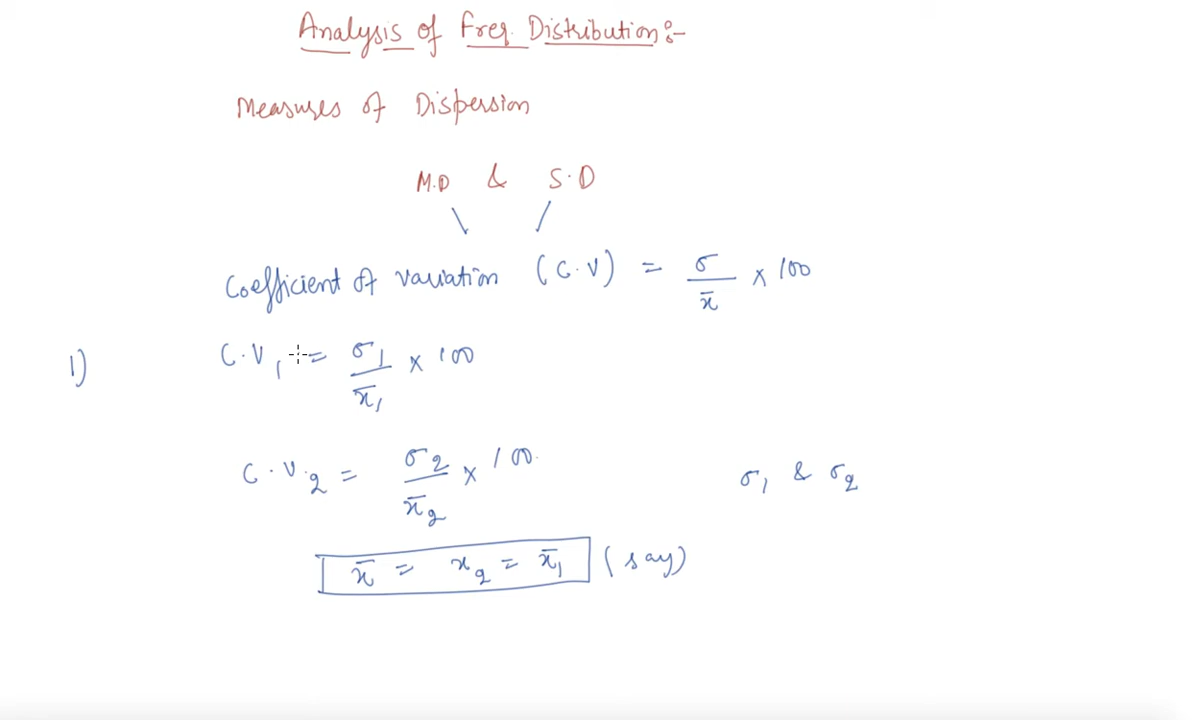 Analysis of Freq. Distribution:-
Measures of Dispersion
M.D & S.D
Coefficient of variation (C.V) = σ/x̄ × 100
1) C.V₁ = σ₁/x̄₁ × 100
C.V.₂ = σ₂/x̄₂ × 100
σ₁ & σ₂
x̄ = x₂ = x̄₁ (say)